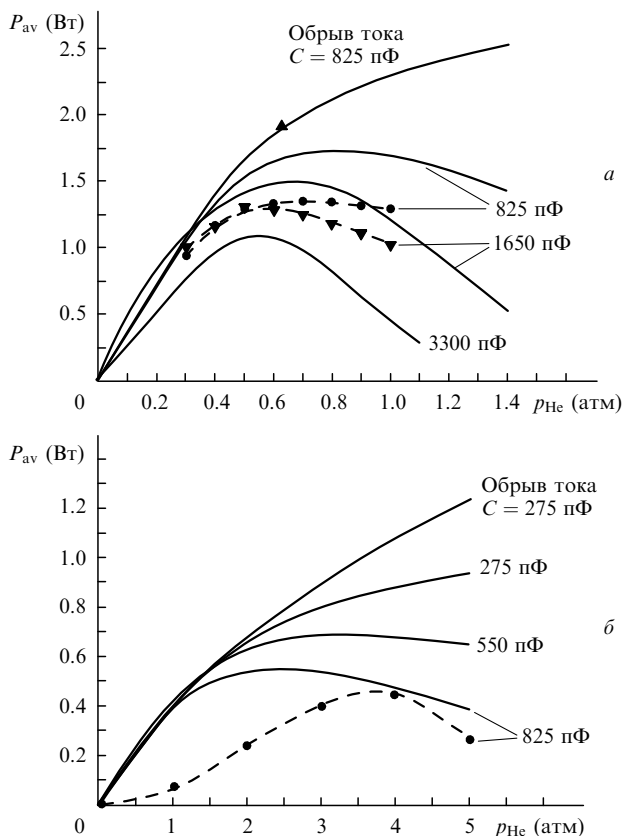 P_av (Вт)
Обрыв тока
C = 825 пФ
2.5
2.0
1.5
1.0
0.5
0
а
825 пФ
1650 пФ
3300 пФ
0.2 0.4 0.6 0.8 1.0 1.2 1.4
p_He (атм)
P_av (Вт)
Обрыв тока
C = 275 пФ
1.2
1.0
0.8
0.6
0.4
0.2
0
275 пФ
550 пФ
б
825 пФ
1 2 3 4 5
p_He (атм)